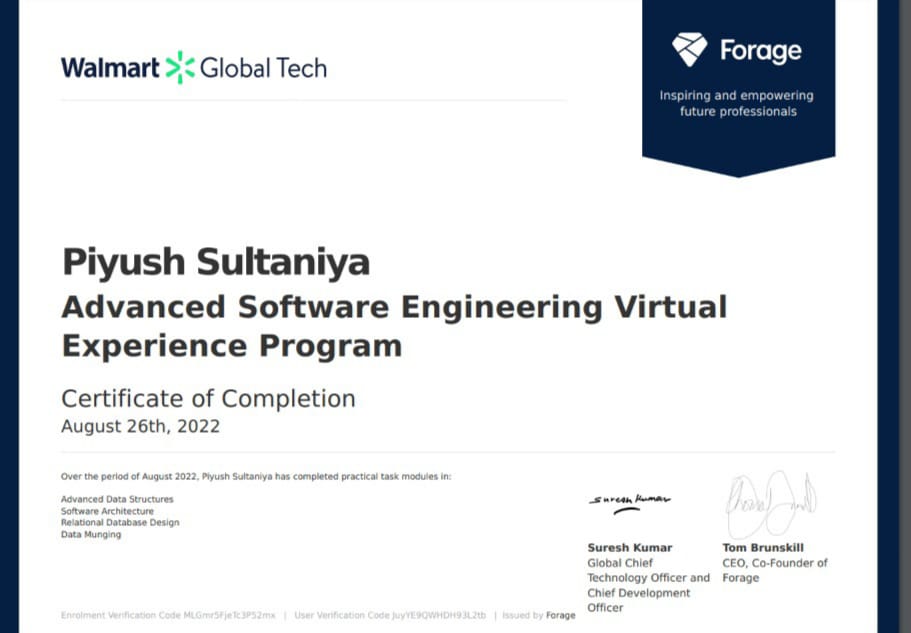 Walmart Global Tech
Forage
Inspiring and empowering
future professionals
Piyush Sultaniya
Advanced Software Engineering Virtual
Experience Program
Certificate of Completion
August 26th, 2022
Over the period of August 2022, Piyush Sultaniya has completed practical task modules in:
Advanced Data Structures
Software Architecture
Relational Database Design
Data Munging
Suresh Kumar
Suresh Kumar
Global Chief
Technology Officer and
Chief Development
Officer
Tom Brunskill
CEO, Co-Founder of
Forage
Enrolment Verification Code MLGmr5FjeTc3P52mx | User Verification Code JuyYE9QWHDH93L2tb | Issued by Forage